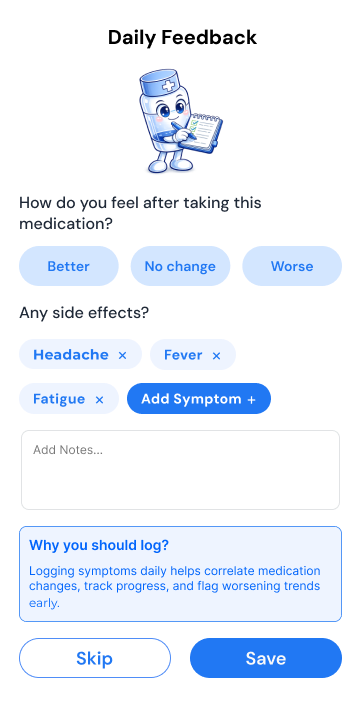 Daily Feedback
How do you feel after taking this
medication?
Better
No change
Worse
Any side effects?
Headache ×
Fever ×
Fatigue ×
Add Symptom +
Add Notes...
Why you should log?
Logging symptoms daily helps correlate medication
changes, track progress, and flag worsening trends
early.
Skip
Save